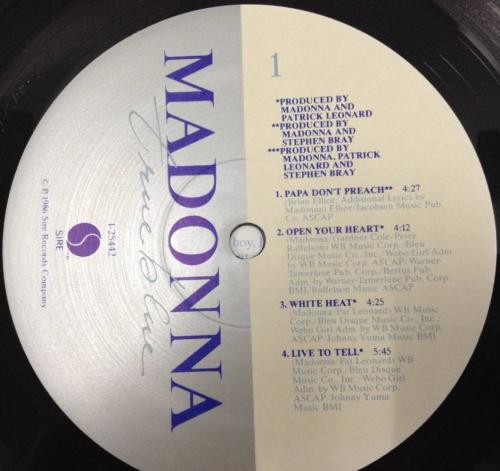 MADONNA
true blue
1-25442
SIRE
© ℗ 1986 Sire Records Company
boy, I
1
*PRODUCED BY
MADONNA AND
PATRICK LEONARD
**PRODUCED BY
MADONNA AND
STEPHEN BRAY
***PRODUCED BY
MADONNA, PATRICK
LEONARD AND
STEPHEN BRAY
1. PAPA DON'T PREACH** 4:27
(Brian Elliot; Additional Lyrics by
Madonna) Elliot/Jacobsen Music Pub.
Co. ASCAP
2. OPEN YOUR HEART* 4:12
(Madonna/Gardner Cole/Peter
Rafelson) WB Music Corp./Bleu
Disque Music Co., Inc./Webo Girl Adm.
by WB Music Corp. ASCAP/Warner-
Tamerlane Pub. Corp./Bertus Pub.
Adm. by Warner-Tamerlane Pub. Corp.
BMI/Rafelson Music ASCAP
3. WHITE HEAT* 4:25
(Madonna/Pat Leonard) WB Music
Corp./Bleu Disque Music Co., Inc./
Webo Girl Adm. by WB Music Corp.
ASCAP/Johnny Yuma Music BMI
4. LIVE TO TELL* 5:45
(Madonna/Pat Leonard) WB
Music Corp./Bleu Disque
Music Co., Inc./Webo Girl
Adm. by WB Music Corp.
ASCAP/Johnny Yuma
Music BMI